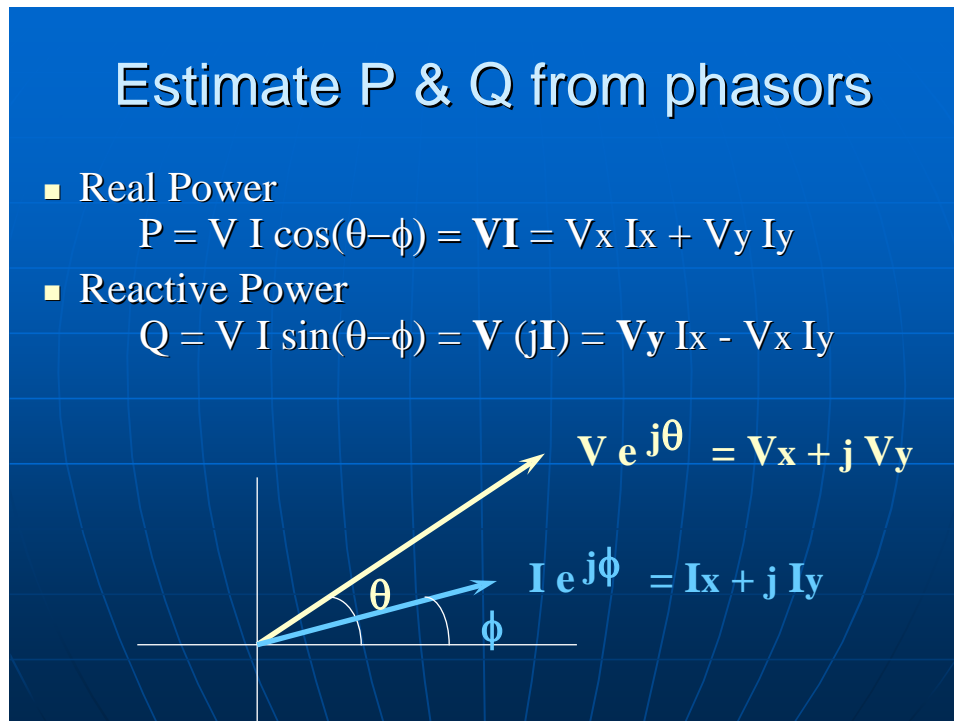 Estimate P & Q from phasors
Real Power
P = V I cos(θ−ϕ) = VI = Vx Ix + Vy Iy
Reactive Power
Q = V I sin(θ−ϕ) = V (jI) = Vy Ix - Vx Iy
V e jθ = Vx + j Vy
I e jϕ = Ix + j Iy
θ
ϕ